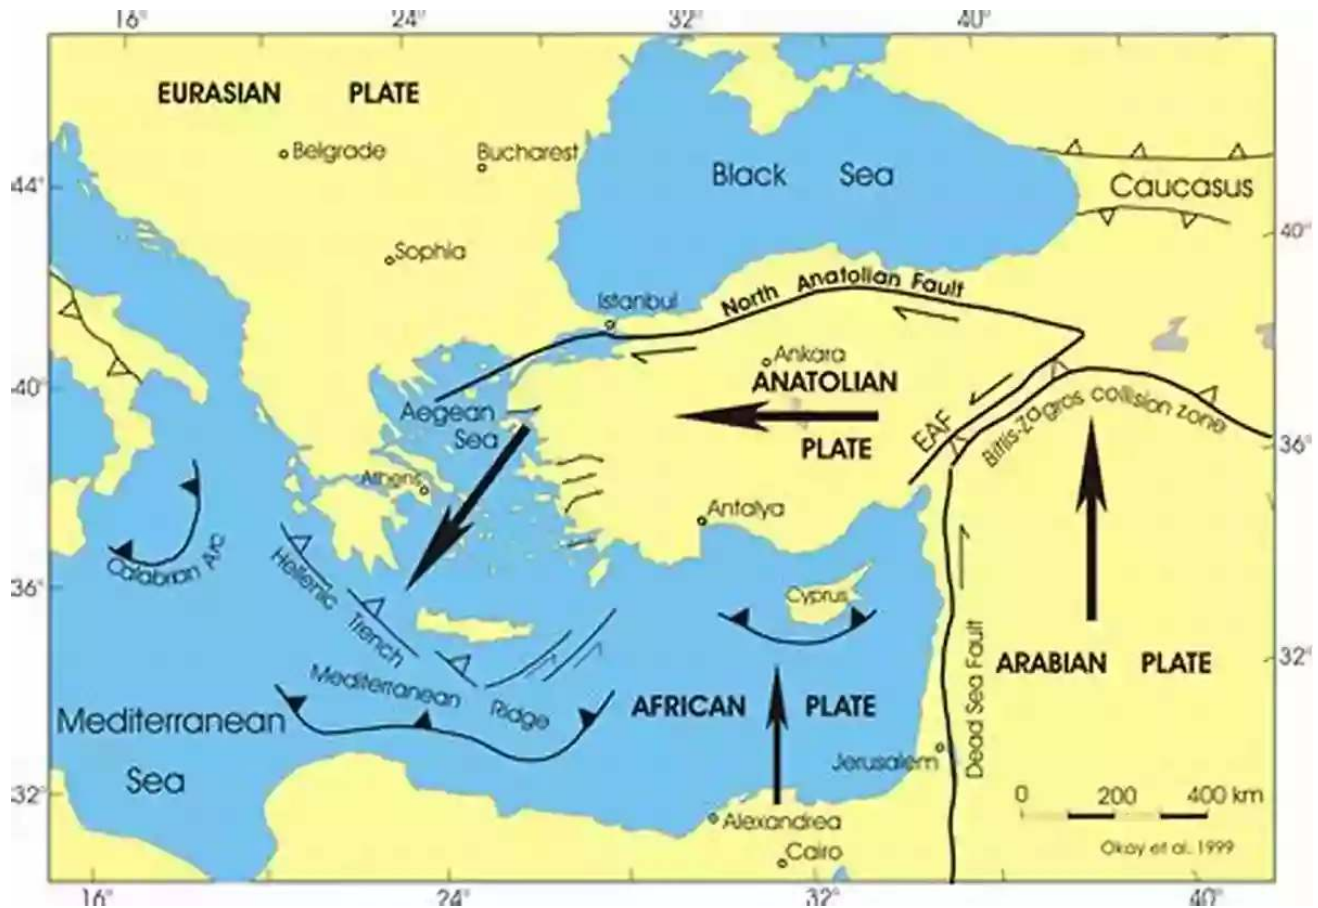 16° 24° 32° 40°
EURASIAN PLATE
Belgrade
Bucharest
Black Sea
44°
Caucasus
40°
Sophia
Istanbul
North Anatolian Fault
Ankara
ANATOLIAN
PLATE
40°
Aegean
Sea
EAF
Bitlis-Zagros collision zone
36°
Athens
Antalya
Calabrian Arc
36°
Hellenic
Trench
Cyprus
Mediterranean
Ridge
Dead Sea Fault
ARABIAN PLATE
32°
AFRICAN PLATE
Mediterranean
Sea
Jerusalem
32°
0 200 400 km
Alexandrea
Okay et al. 1999
Cairo
16° 24° 32° 40°